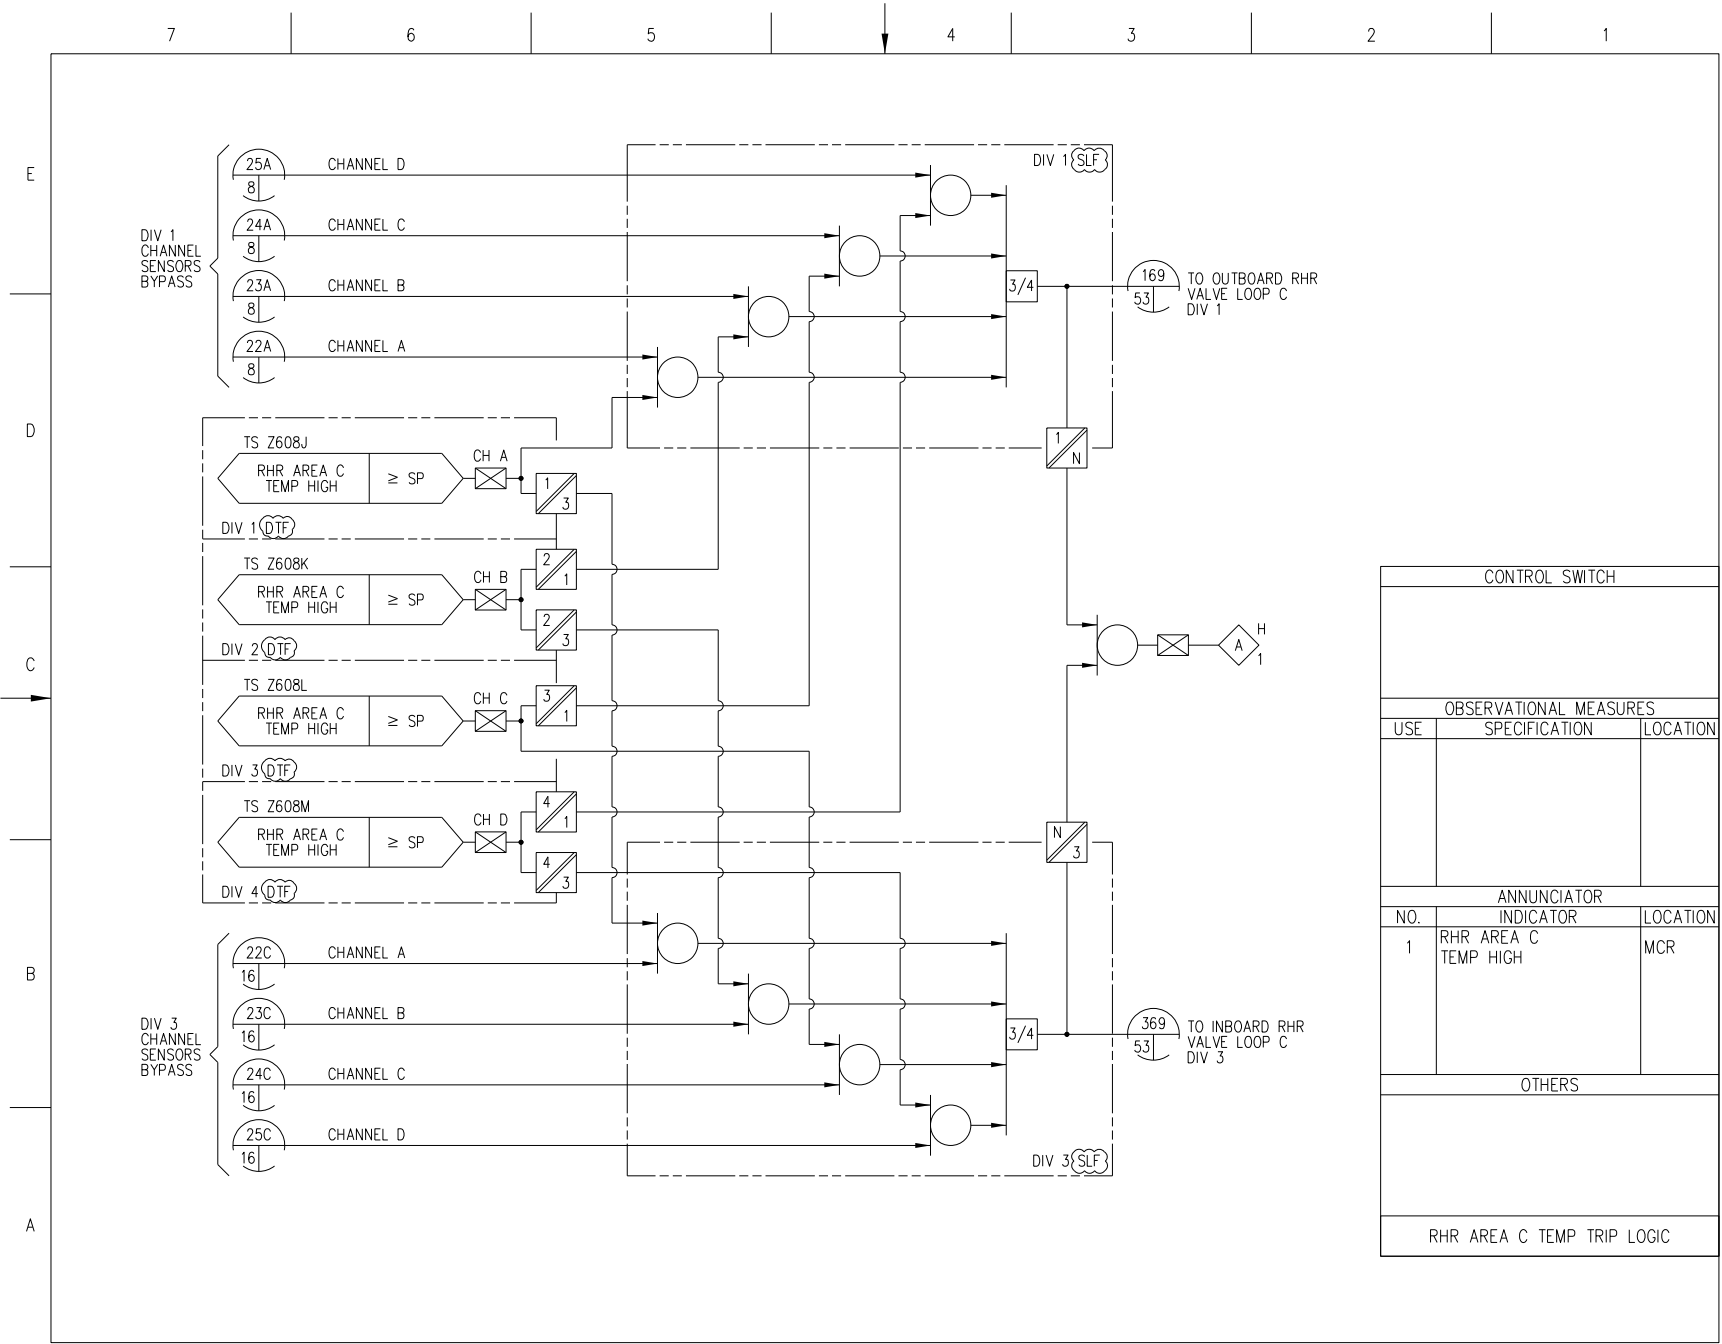 7 6 5 4 3 2 1
E
D
C
B
A
DIV 1
CHANNEL
SENSORS
BYPASS
25A
8
CHANNEL D
24A
8
CHANNEL C
23A
8
CHANNEL B
22A
8
CHANNEL A
DIV 1 SLF
3/4
169
53
TO OUTBOARD RHR
VALVE LOOP C
DIV 1
1
N
TS Z608J
RHR AREA C
TEMP HIGH
≥ SP
CH A
1
3
DIV 1 DTF
TS Z608K
RHR AREA C
TEMP HIGH
≥ SP
CH B
2
1
2
3
DIV 2 DTF
TS Z608L
RHR AREA C
TEMP HIGH
≥ SP
CH C
3
1
DIV 3 DTF
TS Z608M
RHR AREA C
TEMP HIGH
≥ SP
CH D
4
1
4
3
DIV 4 DTF
A
H
1
N
3
DIV 3
CHANNEL
SENSORS
BYPASS
22C
16
CHANNEL A
23C
16
CHANNEL B
24C
16
CHANNEL C
25C
16
CHANNEL D
3/4
369
53
TO INBOARD RHR
VALVE LOOP C
DIV 3
DIV 3 SLF
CONTROL SWITCH
OBSERVATIONAL MEASURES
USE SPECIFICATION LOCATION
ANNUNCIATOR
NO. INDICATOR LOCATION
1 RHR AREA C
TEMP HIGH MCR
OTHERS
RHR AREA C TEMP TRIP LOGIC